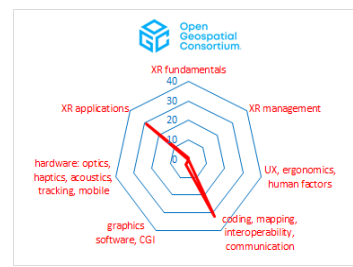 Open
Geospatial
Consortium.
XR fundamentals
40
XR applications
XR management
30
20
10
0
hardware: optics,
haptics, acoustics,
tracking, mobile
UX, ergonomics,
human factors
graphics
software, CGI
coding, mapping,
interoperability,
communication